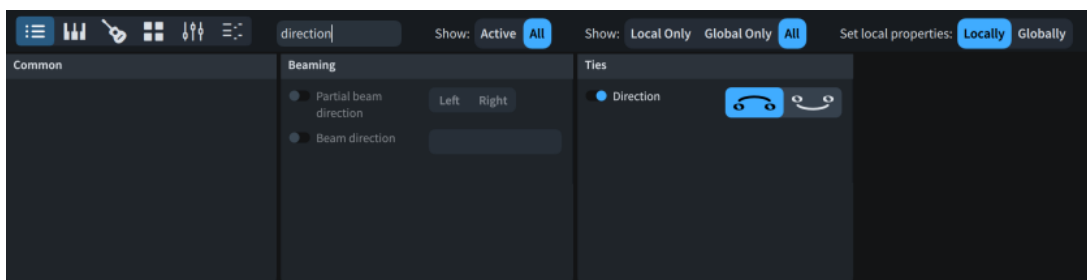 direction
Show: Active All
Show: Local Only Global Only All
Set local properties: Locally Globally
Common
Beaming
Partial beam
direction
Left Right
Beam direction
Ties
Direction